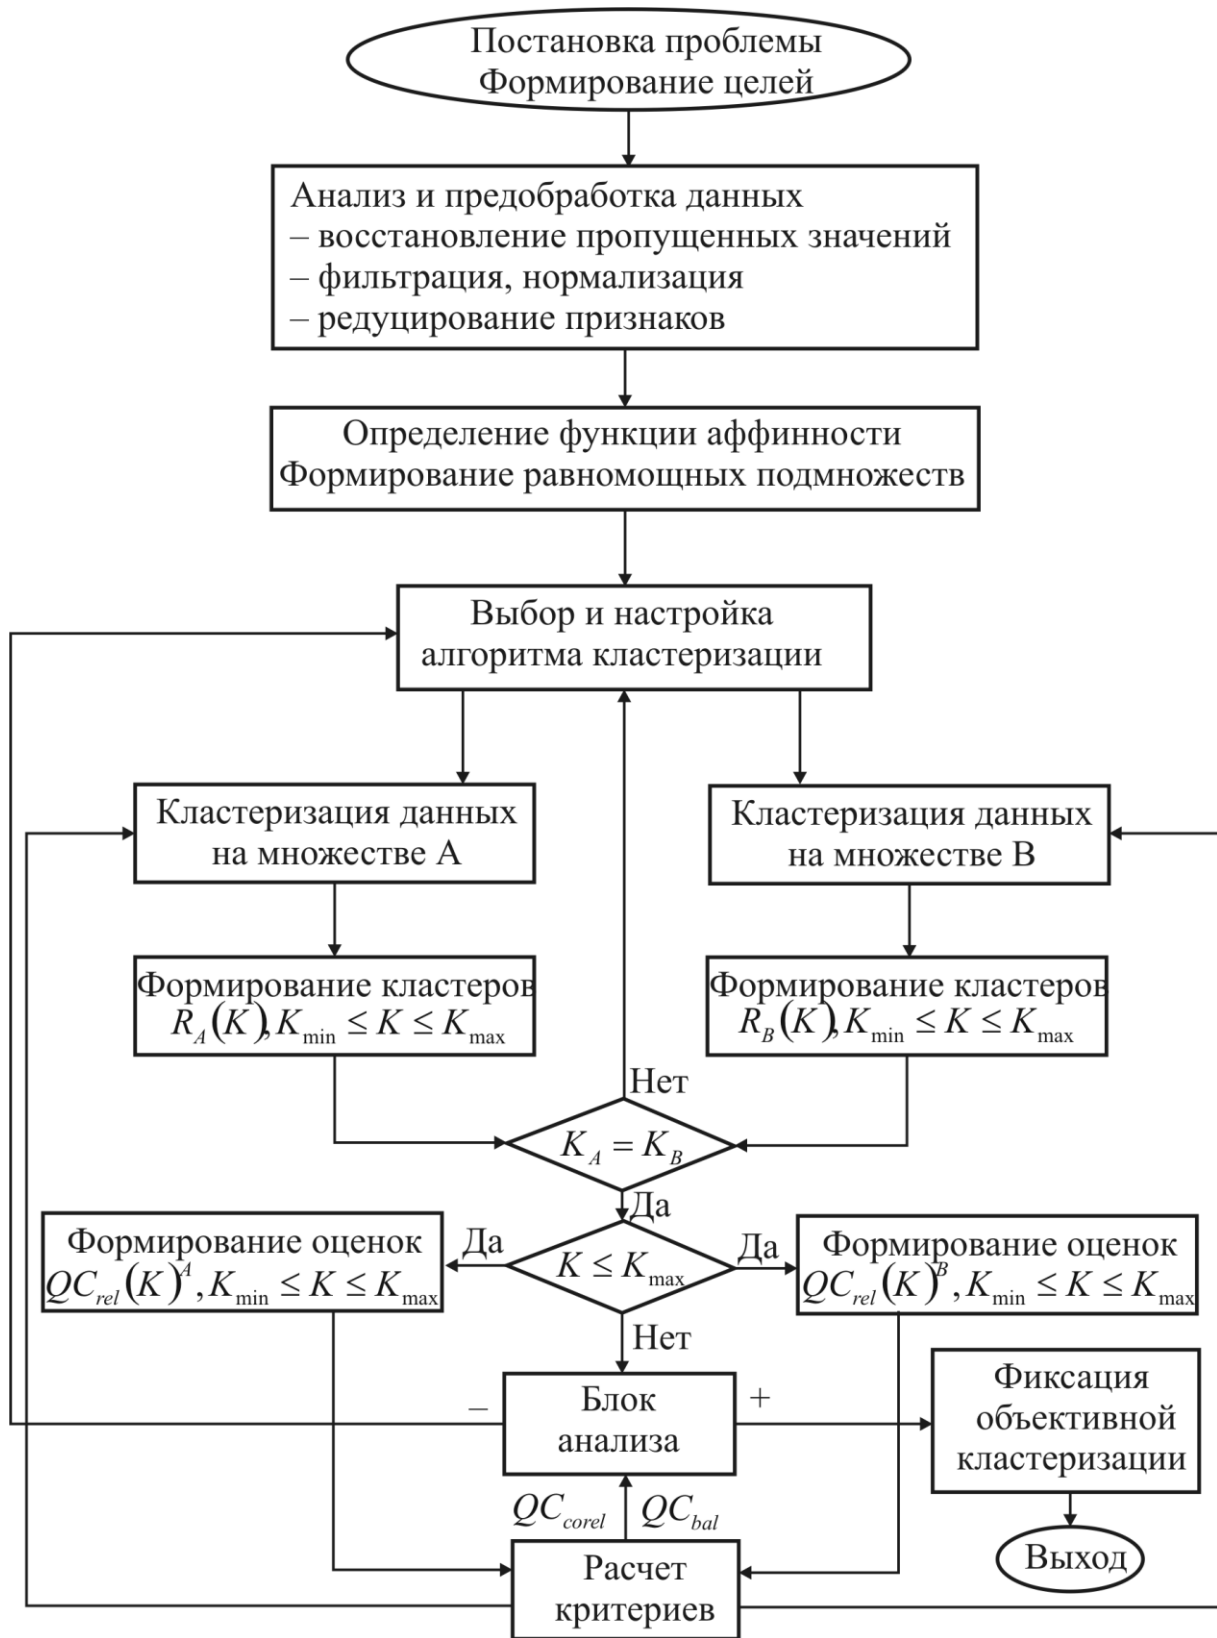 Постановка проблемы
Формирование целей
Анализ и предобработка данных
– восстановление пропущенных значений
– фильтрация, нормализация
– редуцирование признаков
Определение функции аффинности
Формирование равномощных подмножеств
Выбор и настройка
алгоритма кластеризации
Кластеризация данных
на множестве А
Кластеризация данных
на множестве В
Формирование кластеров
R_A(K), K_min ≤ K ≤ K_max
Формирование кластеров
R_B(K), K_min ≤ K ≤ K_max
Нет
K_A = K_B
Да
Формирование оценок
QC_rel(K)^A, K_min ≤ K ≤ K_max
Да
K ≤ K_max
Да
Формирование оценок
QC_rel(K)^B, K_min ≤ K ≤ K_max
Нет
–
Блок
анализа
+
Фиксация
объективной
кластеризации
QC_corel
QC_bal
Расчет
критериев
Выход